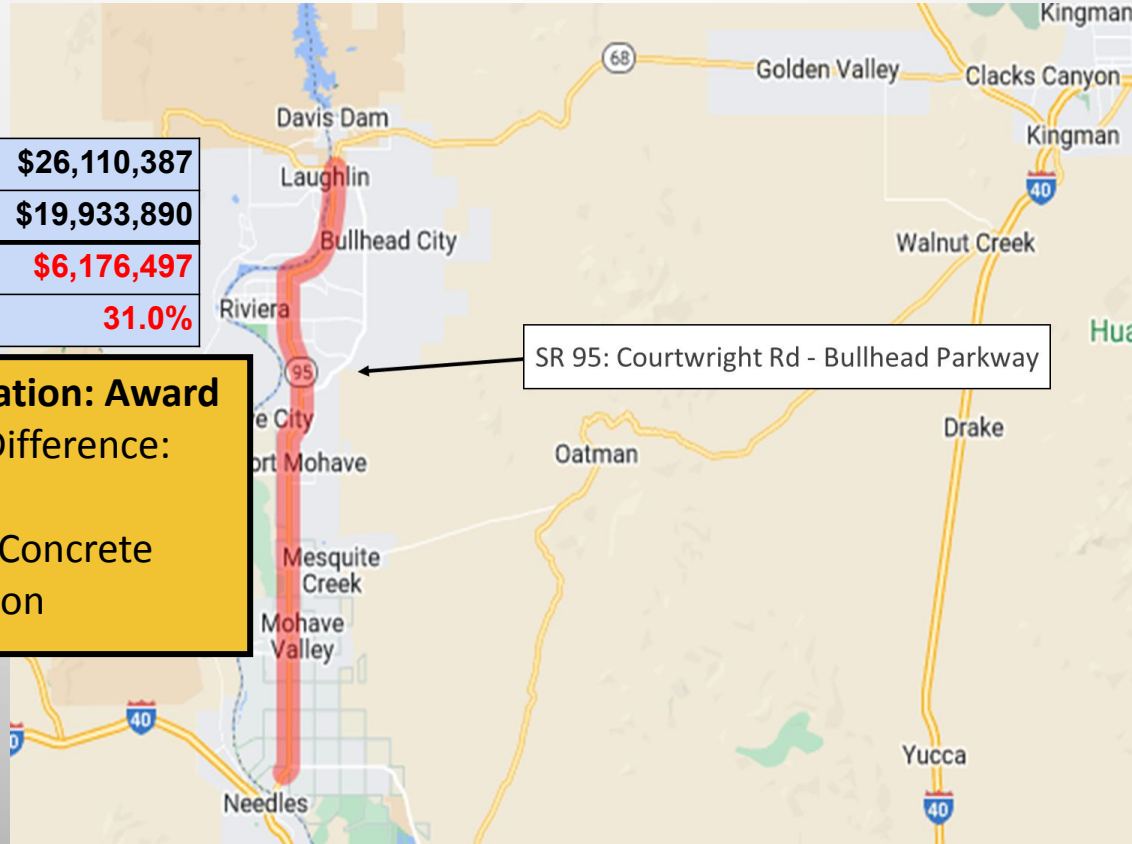 $26,110,387
$19,933,890
$6,176,497
31.0%
ation: Award
Difference:
Concrete
on
SR 95: Courtwright Rd - Bullhead Parkway
Kingman
68
Golden Valley
Clacks Canyon
Kingman
40
Davis Dam
Laughlin
Bullhead City
Walnut Creek
Riviera
Hua
95
e City
ort Mohave
Oatman
Drake
Mesquite
Creek
Mohave
Valley
40
0
Needles
Yucca
40